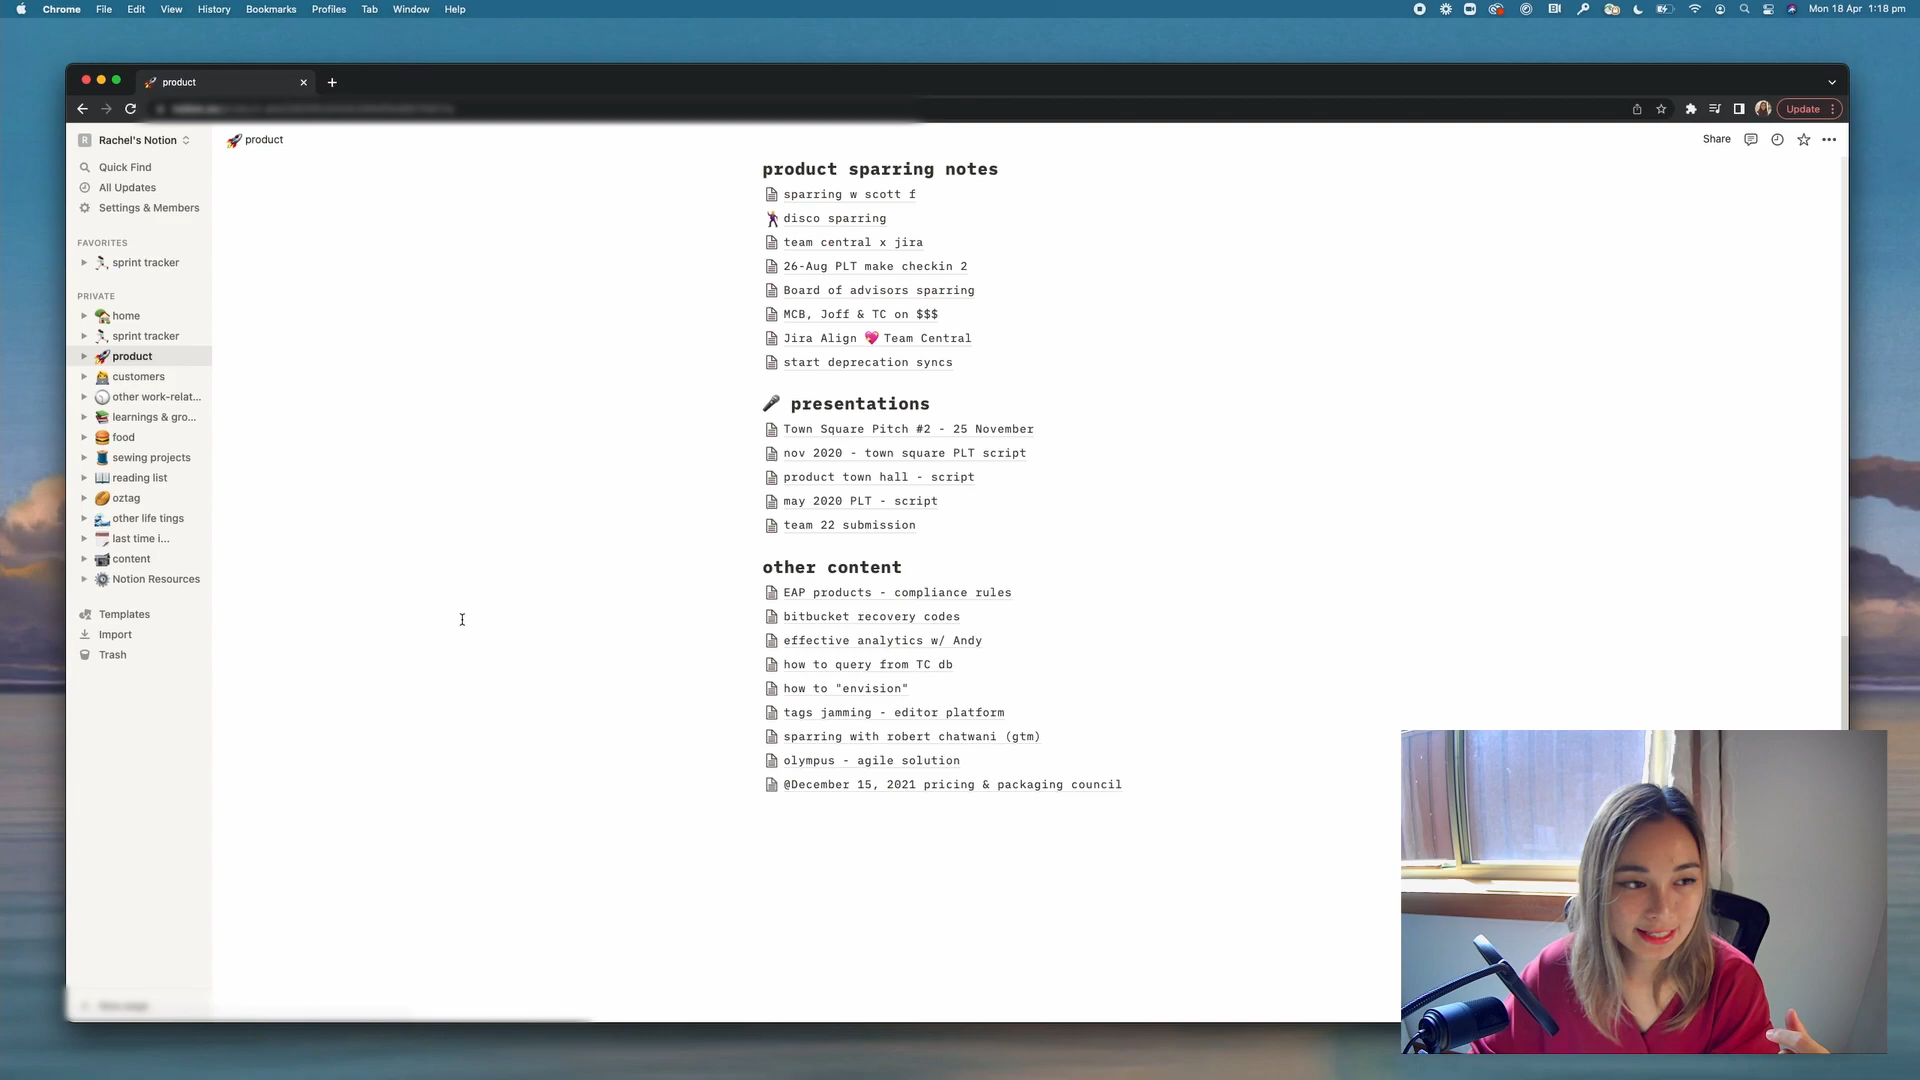 Chrome File Edit View History Bookmarks Profiles Tab Window Help
Mon 18 Apr 1:18 pm
product
Update
R Rachel's Notion
product
Share
Quick Find
All Updates
Settings & Members
FAVORITES
sprint tracker
PRIVATE
home
sprint tracker
product
customers
other work-relat...
learnings & gro...
food
sewing projects
reading list
oztag
other life tings
last time i...
content
Notion Resources
Templates
Import
Trash
product sparring notes
sparring w scott f
disco sparring
team central x jira
26-Aug PLT make checkin 2
Board of advisors sparring
MCB, Joff & TC on $$$
Jira Align 💖 Team Central
start deprecation syncs
🎤 presentations
Town Square Pitch #2 - 25 November
nov 2020 - town square PLT script
product town hall - script
may 2020 PLT - script
team 22 submission
other content
EAP products - compliance rules
bitbucket recovery codes
effective analytics w/ Andy
how to query from TC db
how to "envision"
tags jamming - editor platform
sparring with robert chatwani (gtm)
olympus - agile solution
@December 15, 2021 pricing & packaging council